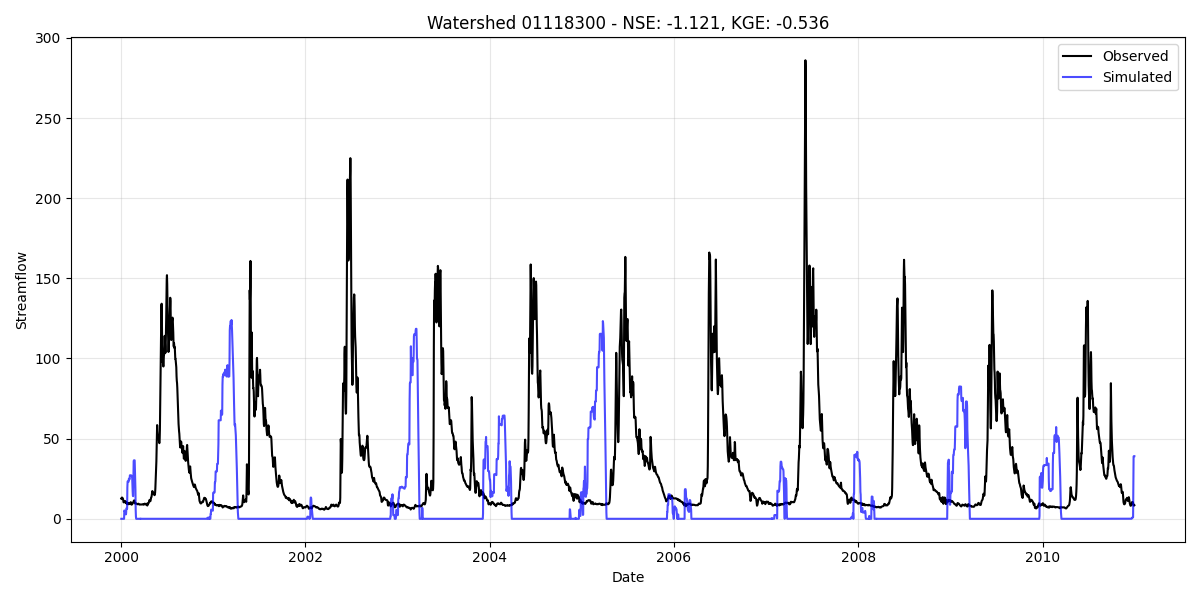 Watershed 01118300 - NSE: -1.121, KGE: -0.536
300
250
200
150
100
50
0
Streamflow
Observed
Simulated
2000 2002 2004 2006 2008 2010
Date